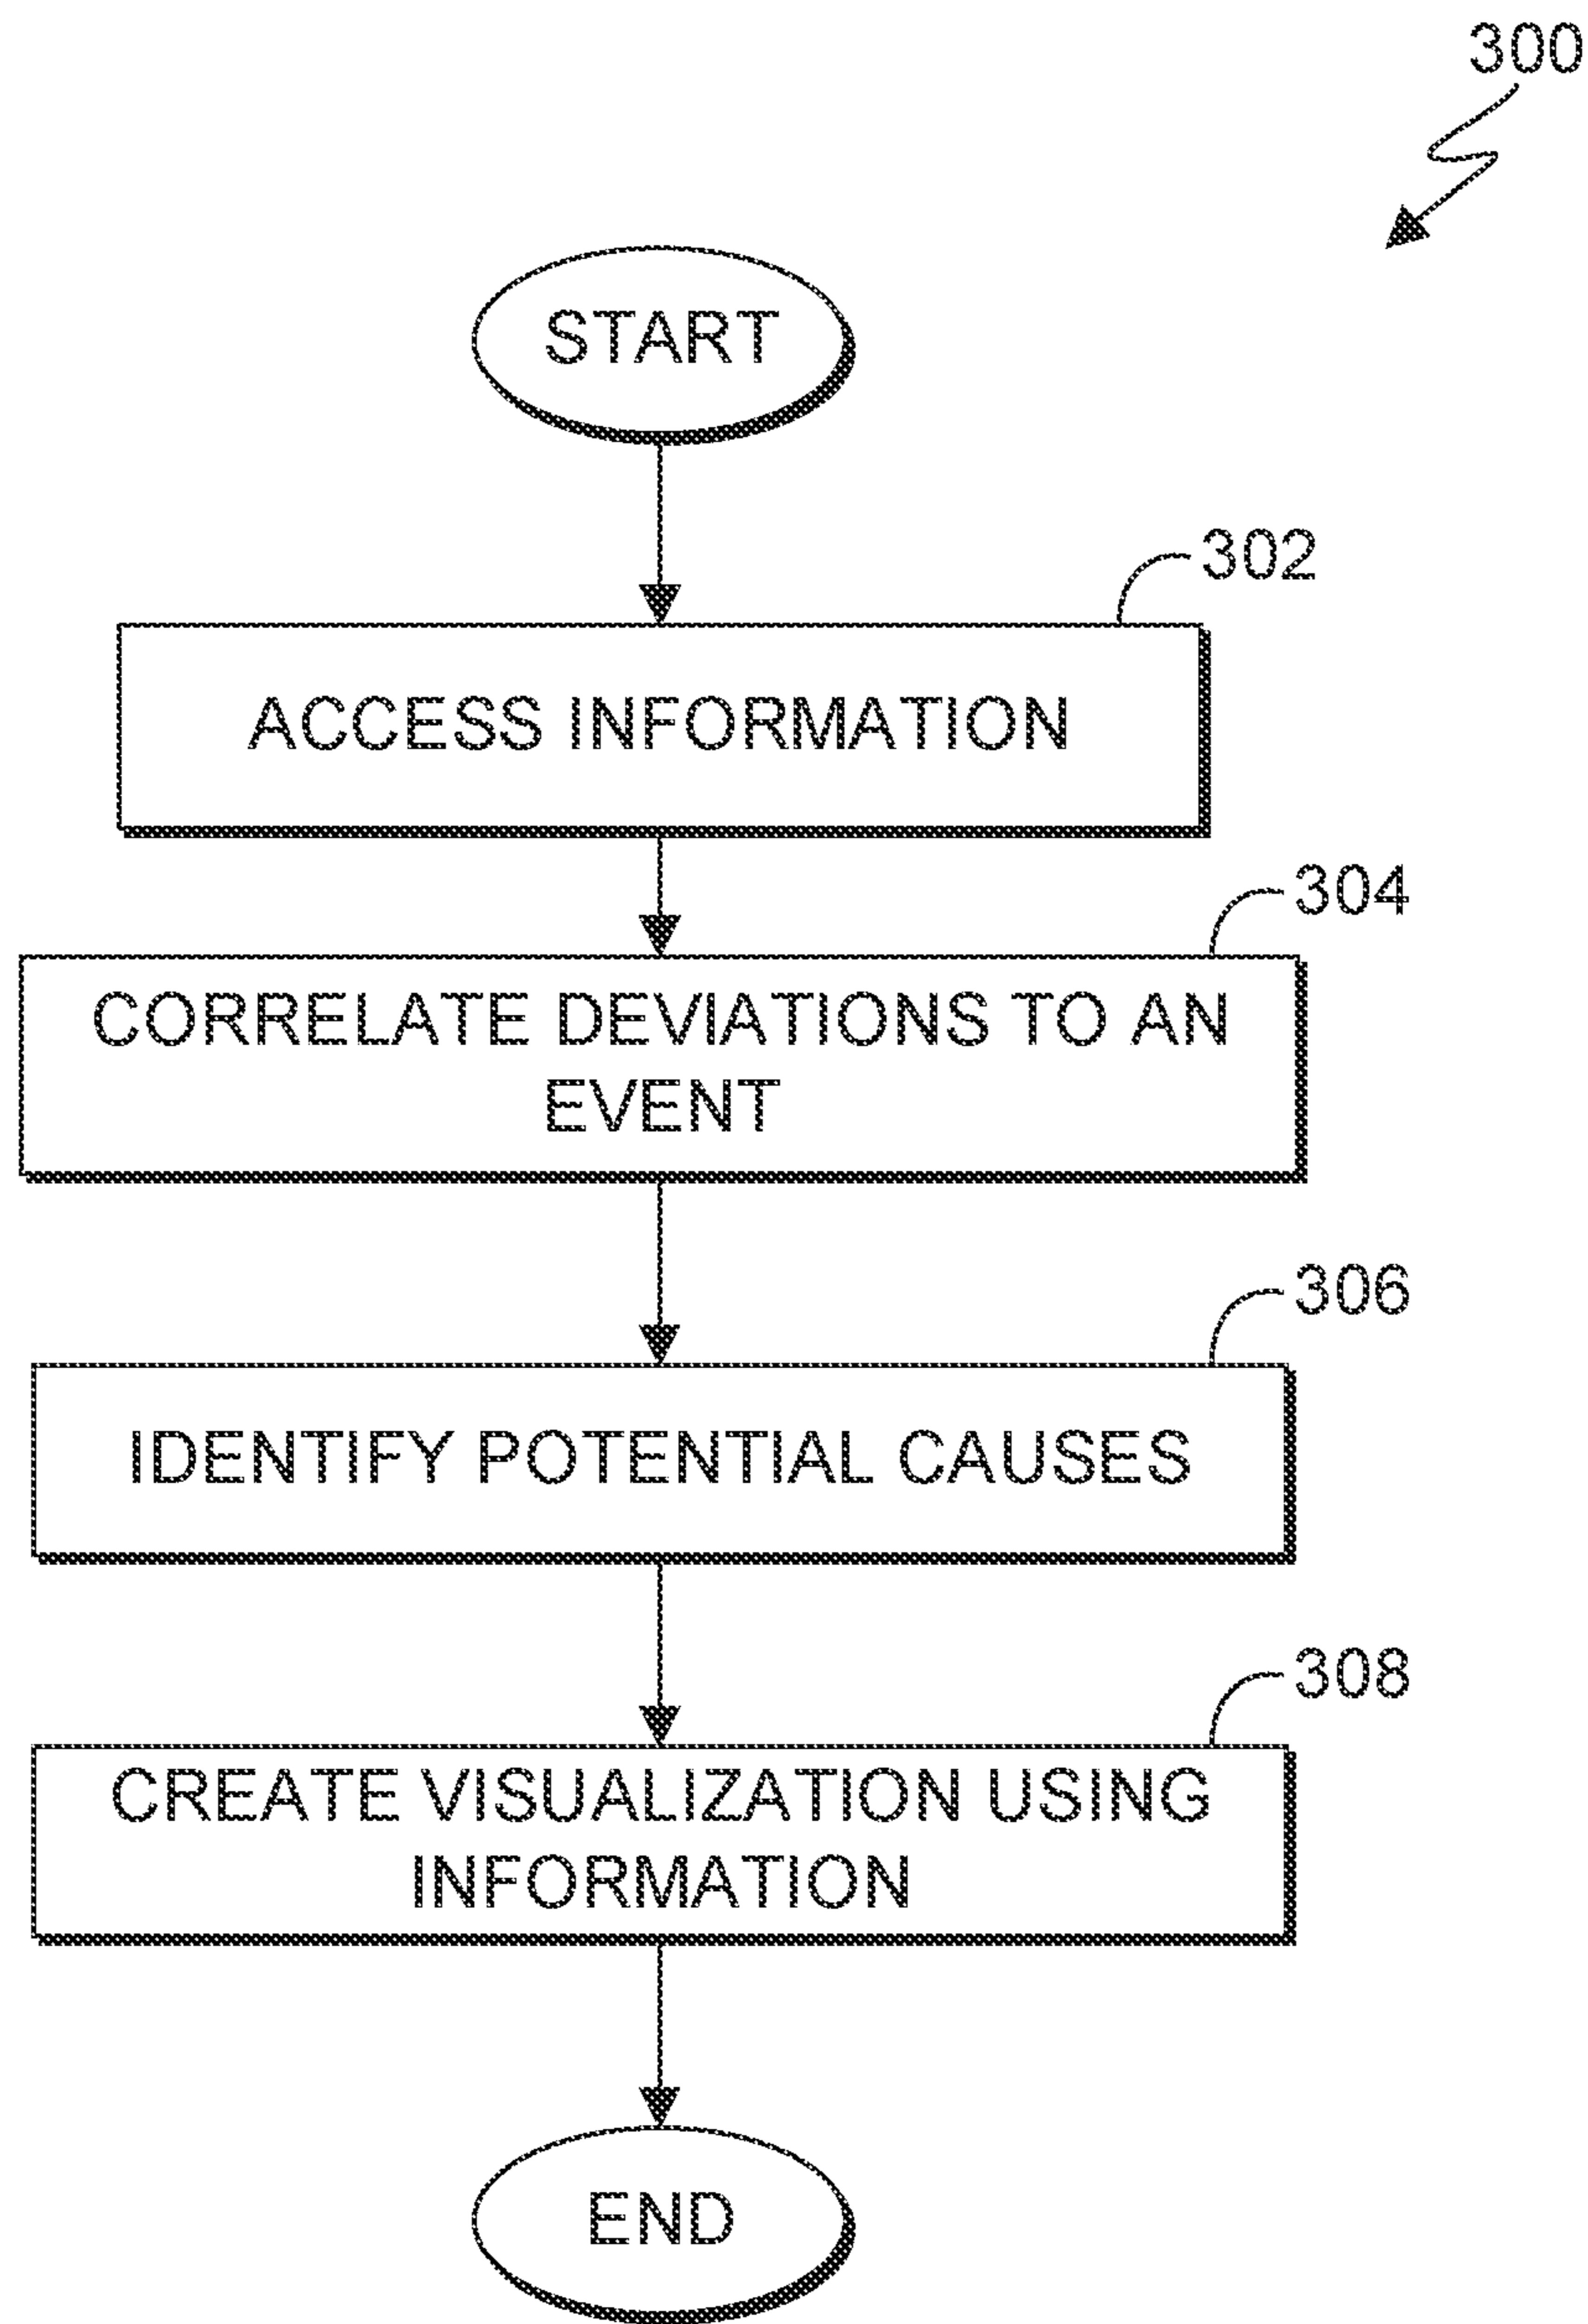 300
START
302
ACCESS INFORMATION
304
CORRELATE DEVIATIONS TO AN
EVENT
306
IDENTIFY POTENTIAL CAUSES
308
CREATE VISUALIZATION USING
INFORMATION
END